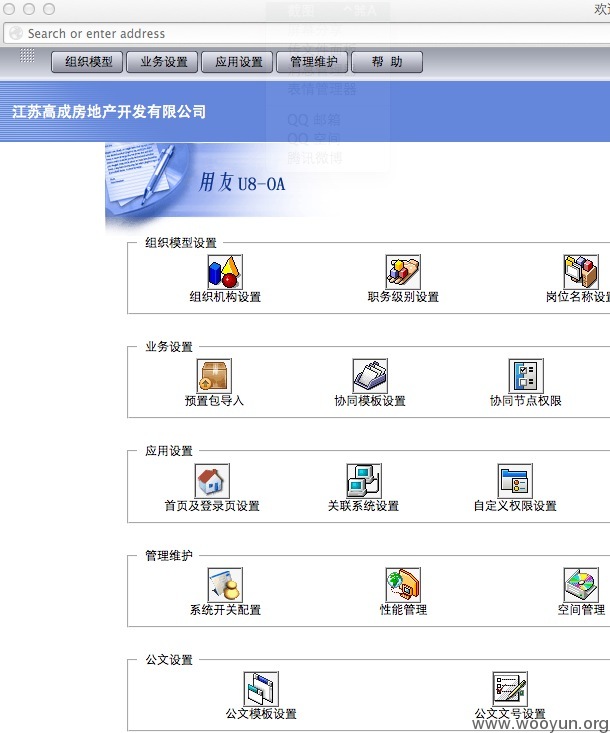 欢迎
Search or enter address
组织模型 业务设置 应用设置 管理维护 帮 助
表情管理器
QQ 邮箱
QQ 空间
腾讯微博
江苏高成房地产开发有限公司
用友 U8-OA
组织模型设置
组织机构设置 职务级别设置 岗位名称设
业务设置
预置包导入 协同模板设置 协同节点权限
应用设置
首页及登录页设置 关联系统设置 自定义权限设置
管理维护
系统开关配置 性能管理 空间管理
公文设置
公文模板设置 公文文号设置
www.wooyun.org